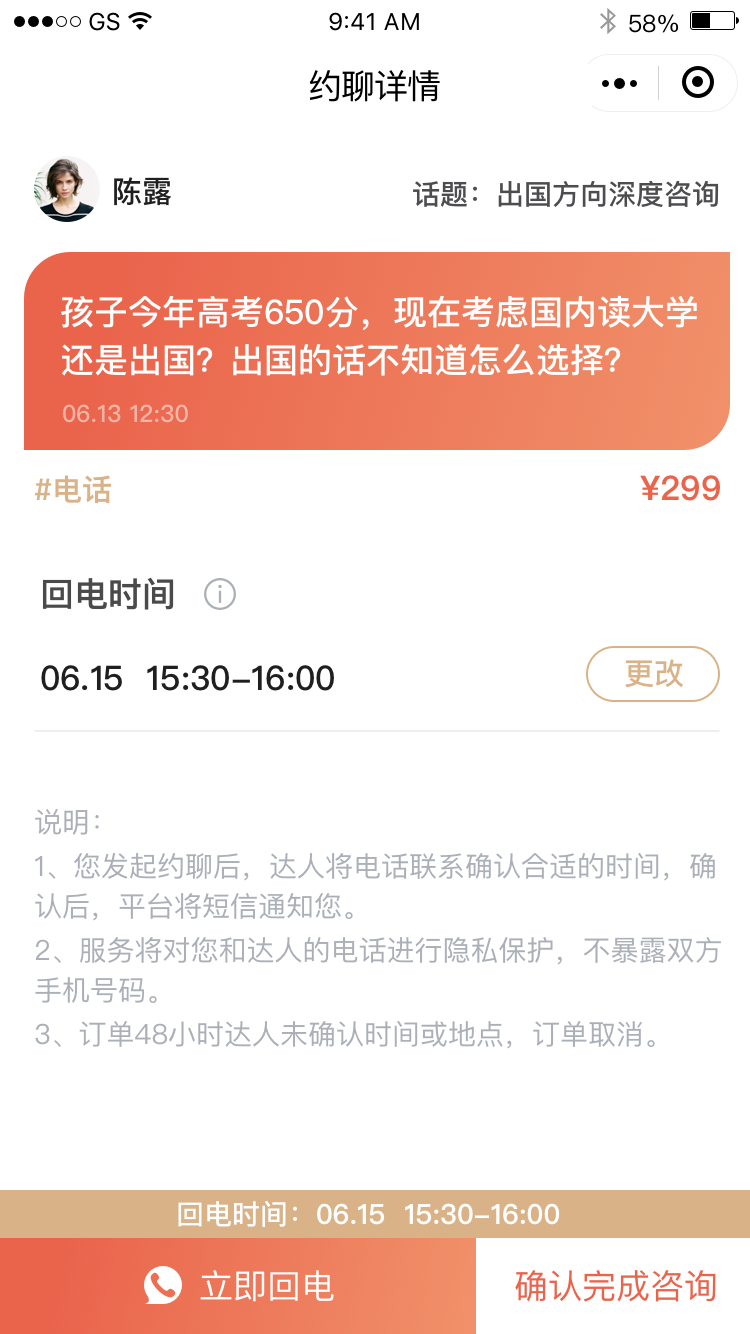 GS
9:41 AM
58%
约聊详情
陈露
话题：出国方向深度咨询
孩子今年高考650分，现在考虑国内读大学
还是出国？出国的话不知道怎么选择？
06.13 12:30
#电话
¥299
回电时间
06.15 15:30–16:00
更改
说明：
1、您发起约聊后，达人将电话联系确认合适的时间，确
认后，平台将短信通知您。
2、服务将对您和达人的电话进行隐私保护，不暴露双方
手机号码。
3、订单48小时达人未确认时间或地点，订单取消。
回电时间：06.15 15:30–16:00
立即回电
确认完成咨询